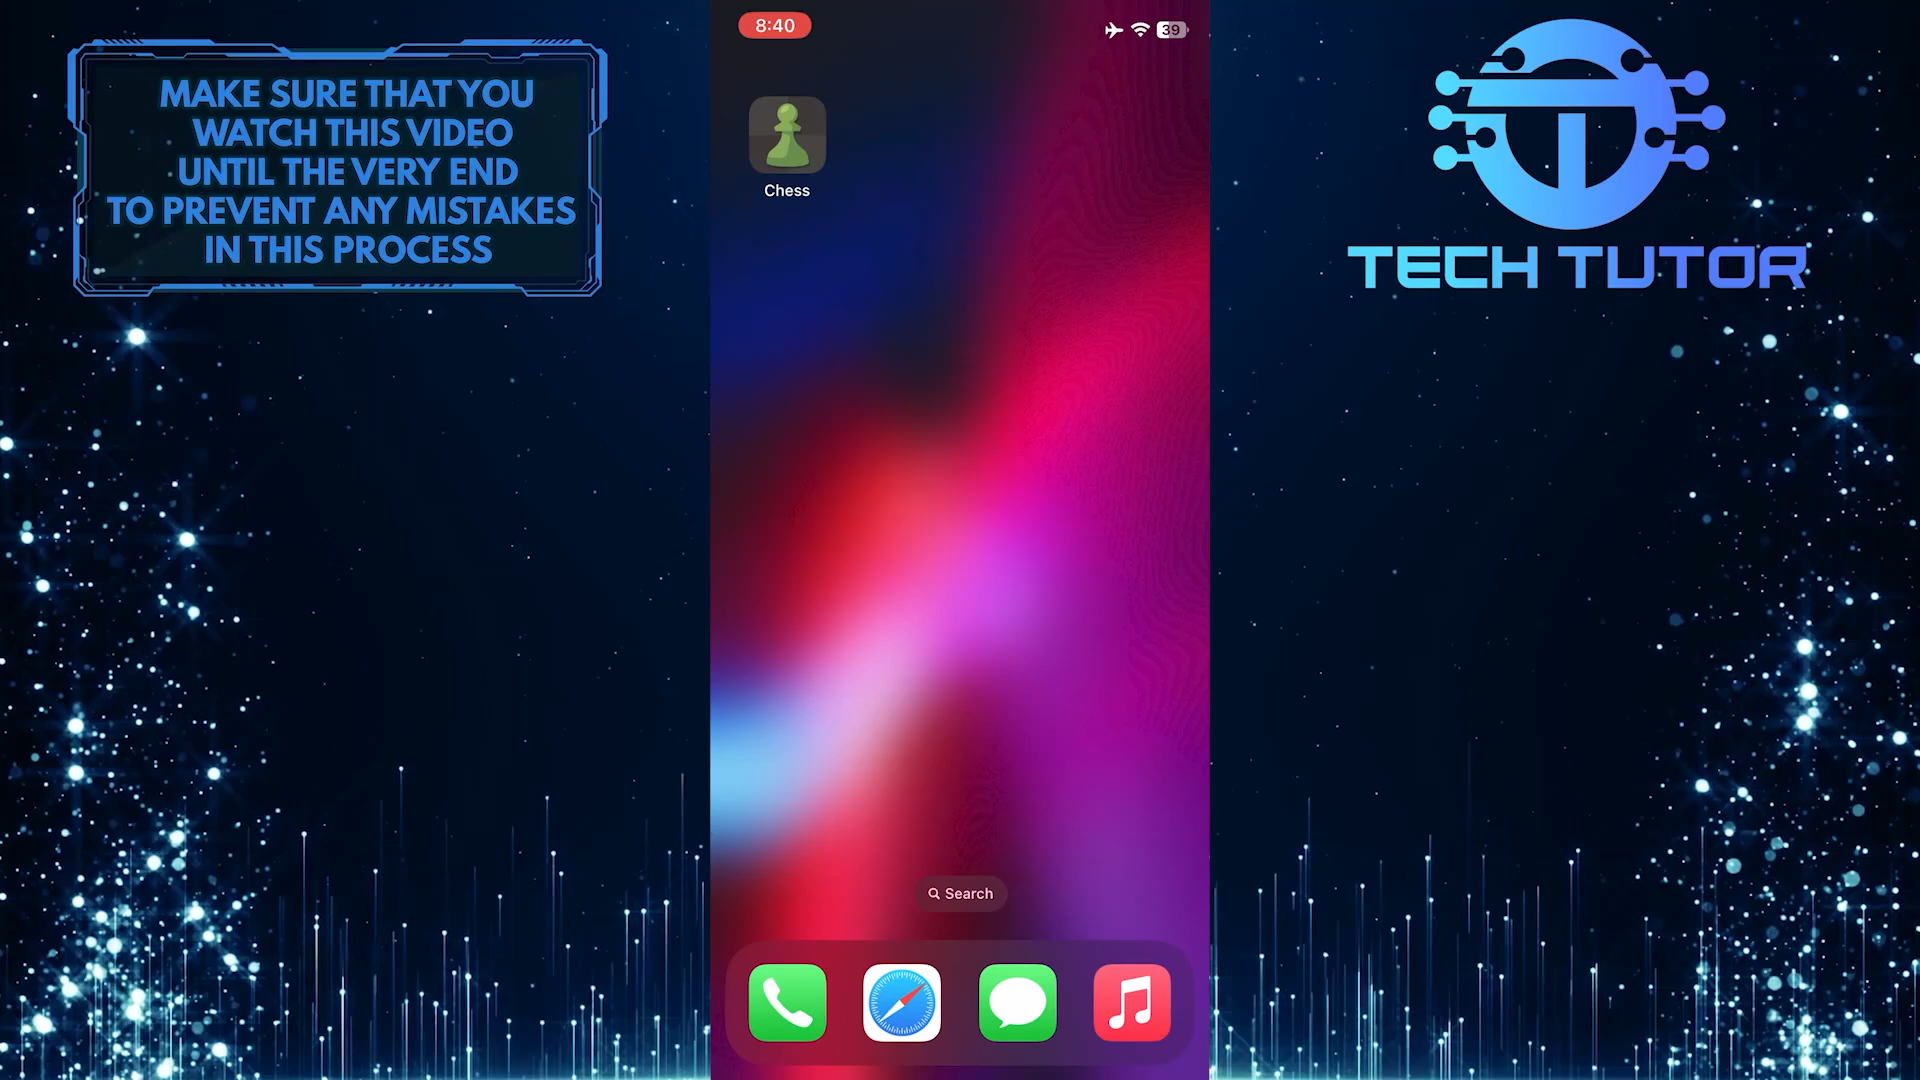 MAKE SURE THAT YOU
WATCH THIS VIDEO
UNTIL THE VERY END
TO PREVENT ANY MISTAKES
IN THIS PROCESS
8:40
39
Chess
Search
TECH TUTOR